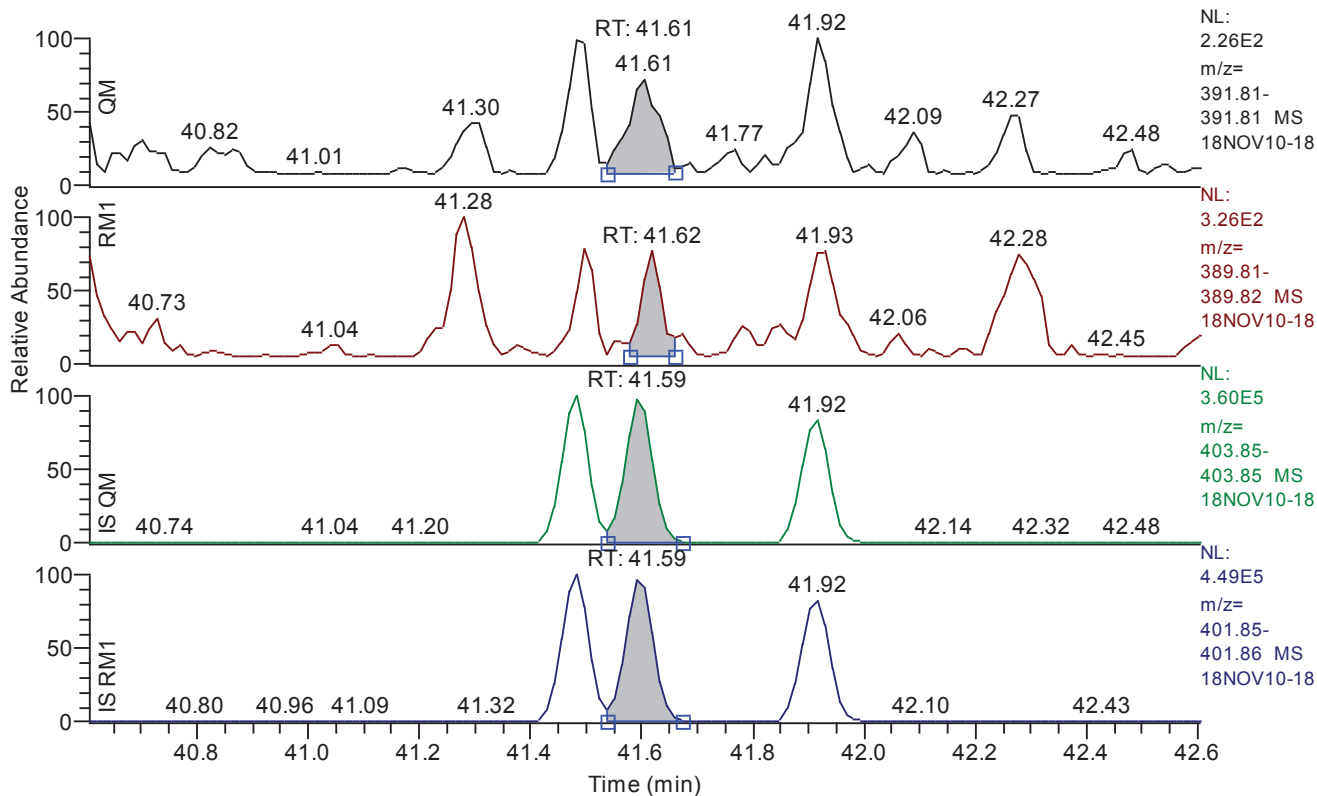 Relative Abundance
QM
100
50
0
40.82
41.01
41.30
RT: 41.61
41.61
41.77
41.92
42.09
42.27
42.48
NL:
2.26E2
m/z=
391.81-
391.81 MS
18NOV10-18
RM1
100
50
0
40.73
41.04
41.28
RT: 41.62
41.93
42.06
42.28
42.45
NL:
3.26E2
m/z=
389.81-
389.82 MS
18NOV10-18
IS QM
100
50
0
40.74
41.04
41.20
RT: 41.59
41.92
42.14
42.32
42.48
NL:
3.60E5
m/z=
403.85-
403.85 MS
18NOV10-18
IS RM1
100
50
0
40.80
40.96
41.09
41.32
RT: 41.59
41.92
42.10
42.43
NL:
4.49E5
m/z=
401.85-
401.86 MS
18NOV10-18
40.8 41.0 41.2 41.4 41.6 41.8 42.0 42.2 42.4 42.6
Time (min)